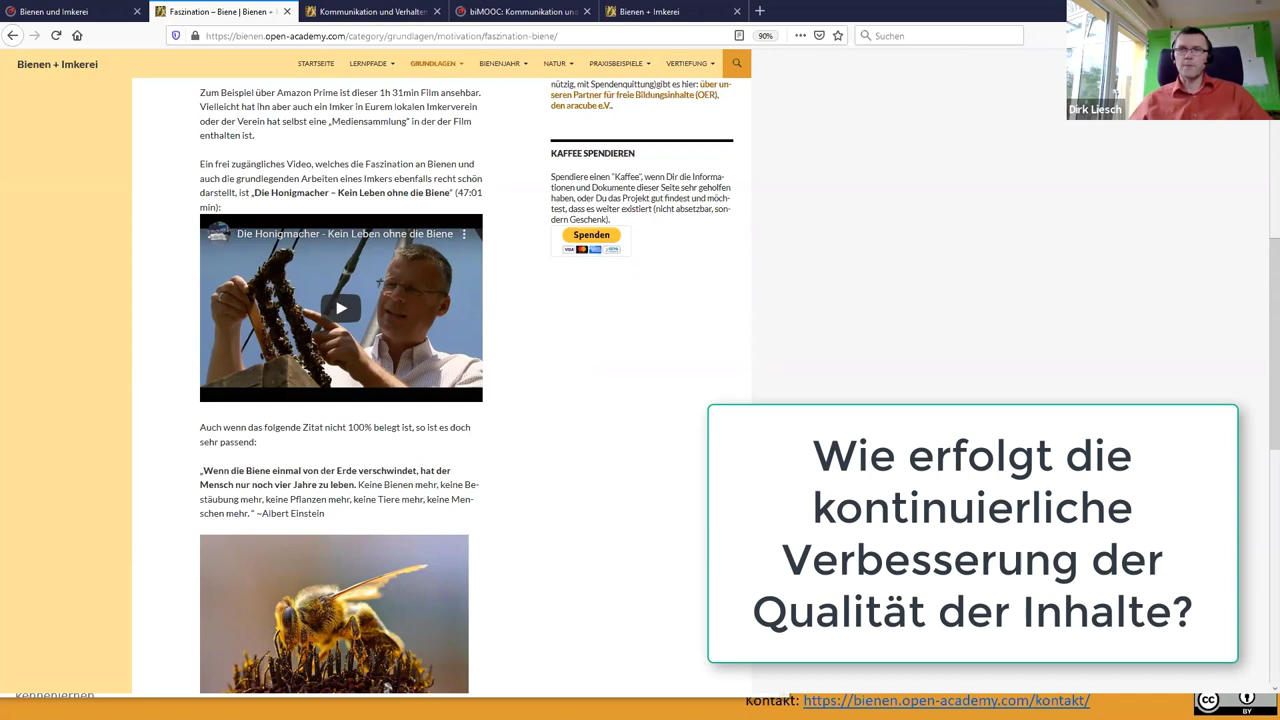 Bienen und Imkerei
Faszination – Biene | Bienen +
Kommunikation und Verhalten
biMOOC: Kommunikation und
Bienen + Imkerei
https://bienen.open-academy.com/category/grundlagen/motivation/faszination-biene/
90%
Suchen
Dirk Liesch
Bienen + Imkerei
STARTSEITE
LERNPFADE
GRUNDLAGEN
BIENENJAHR
NATUR
PRAXISBEISPIELE
VERTIEFUNG
Zum Beispiel über Amazon Prime ist dieser 1h 31min Film ansehbar.
Vielleicht hat ihn aber auch ein Imker in Eurem lokalen Imkerverein
oder der Verein hat selbst eine „Mediensammlung" in der der Film
enthalten ist.
Ein frei zugängliches Video, welches die Faszination an Bienen und
auch die grundlegenden Arbeiten eines Imkers ebenfalls recht schön
darstellt, ist „Die Honigmacher – Kein Leben ohne die Biene" (47:01
min):
Die Honigmacher - Kein Leben ohne die Biene
Auch wenn das folgende Zitat nicht 100% belegt ist, so ist es doch
sehr passend:
„Wenn die Biene einmal von der Erde verschwindet, hat der
Mensch nur noch vier Jahre zu leben. Keine Bienen mehr, keine Be-
stäubung mehr, keine Pflanzen mehr, keine Tiere mehr, keine Men-
schen mehr. " ~Albert Einstein
nützig, mit Spendenquittung)gibt es hier: über un-
seren Partner für freie Bildungsinhalte (OER),
den aracube e.V..
KAFFEE SPENDIEREN
Spendiere einen "Kaffee", wenn Dir die Informa-
tionen und Dokumente dieser Seite sehr geholfen
haben, oder Du das Projekt gut findest und möch-
test, dass es weiter existiert (nicht absetzbar, son-
dern Geschenk).
Spenden
VISA
Wie erfolgt die
kontinuierliche
Verbesserung der
Qualität der Inhalte?
kennenlernen
Kontakt: https://bienen.open-academy.com/kontakt/
cc
BY